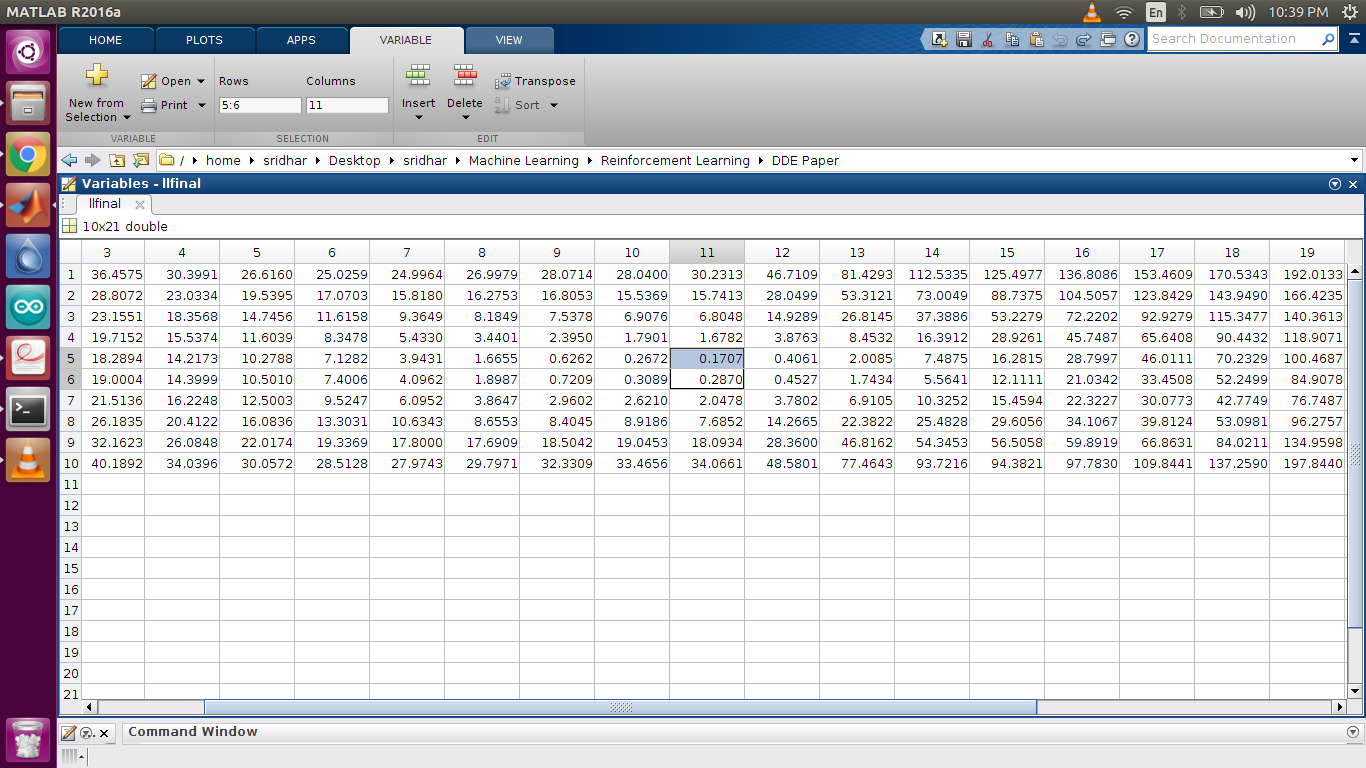 MATLAB R2016a En 10:39 PM
HOME PLOTS APPS VARIABLE VIEW Search Documentation
New from Selection Open Print Rows Columns Insert Delete Transpose Sort
5:6 11
VARIABLE SELECTION EDIT
/ home sridhar Desktop sridhar Machine Learning Reinforcement Learning DDE Paper
Variables - llfinal
llfinal
10x21 double
3 4 5 6 7 8 9 10 11 12 13 14 15 16 17 18 19
1 36.4575 30.3991 26.6160 25.0259 24.9964 26.9979 28.0714 28.0400 30.2313 46.7109 81.4293 112.5335 125.4977 136.8086 153.4609 170.5343 192.0133
2 28.8072 23.0334 19.5395 17.0703 15.8180 16.2753 16.8053 15.5369 15.7413 28.0499 53.3121 73.0049 88.7375 104.5057 123.8429 143.9490 166.4235
3 23.1551 18.3568 14.7456 11.6158 9.3649 8.1849 7.5378 6.9076 6.8048 14.9289 26.8145 37.3886 53.2279 72.2202 92.9279 115.3477 140.3613
4 19.7152 15.5374 11.6039 8.3478 5.4330 3.4401 2.3950 1.7901 1.6782 3.8763 8.4532 16.3912 28.9261 45.7487 65.6408 90.4432 118.9071
5 18.2894 14.2173 10.2788 7.1282 3.9431 1.6655 0.6262 0.2672 0.1707 0.4061 2.0085 7.4875 16.2815 28.7997 46.0111 70.2329 100.4687
6 19.0004 14.3999 10.5010 7.4006 4.0962 1.8987 0.7209 0.3089 0.2870 0.4527 1.7434 5.5641 12.1111 21.0342 33.4508 52.2499 84.9078
7 21.5136 16.2248 12.5003 9.5247 6.0952 3.8647 2.9602 2.6210 2.0478 3.7802 6.9105 10.3252 15.4594 22.3227 30.0773 42.7749 76.7487
8 26.1835 20.4122 16.0836 13.3031 10.6343 8.6553 8.4045 8.9186 7.6852 14.2665 22.3822 25.4828 29.6056 34.1067 39.8124 53.0981 96.2757
9 32.1623 26.0848 22.0174 19.3369 17.8000 17.6909 18.5042 19.0453 18.0934 28.3600 46.8162 54.3453 56.5058 59.8919 66.8631 84.0211 134.9598
10 40.1892 34.0396 30.0572 28.5128 27.9743 29.7971 32.3309 33.4656 34.0661 48.5801 77.4643 93.7216 94.3821 97.7830 109.8441 137.2590 197.8440
11
12
13
14
15
16
17
18
19
20
21
Command Window